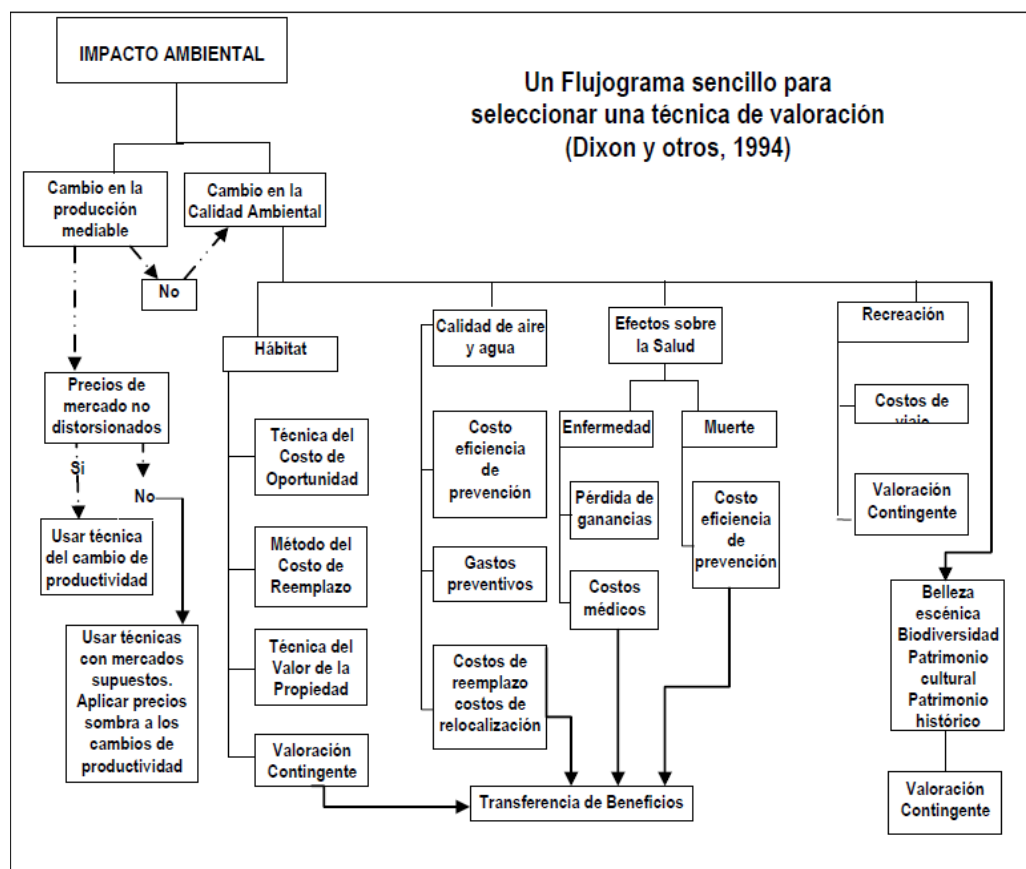 IMPACTO AMBIENTAL
Un Flujograma sencillo para
seleccionar una técnica de valoración
(Dixon y otros, 1994)
Cambio en la
producción
mediable
Cambio en la
Calidad Ambiental
No
Hábitat
Calidad de aire
y agua
Efectos sobre
la Salud
Recreación
Precios de
mercado no
distorsionados
Si
No
Usar técnica
del cambio de
productividad
Usar técnicas
con mercados
supuestos.
Aplicar precios
sombra a los
cambios de
productividad
Técnica del
Costo de
Oportunidad
Método del
Costo de
Reemplazo
Técnica del
Valor de la
Propiedad
Valoración
Contingente
Costo
eficiencia
de
prevención
Gastos
preventivos
Costos de
reemplazo
costos de
relocalización
Enfermedad
Muerte
Pérdida de
ganancias
Costos
médicos
Costo
eficiencia
de
prevención
Costos de
viaje
Valoración
Contingente
Belleza
escénica
Biodiversidad
Patrimonio
cultural
Patrimonio
histórico
Valoración
Contingente
Transferencia de Beneficios